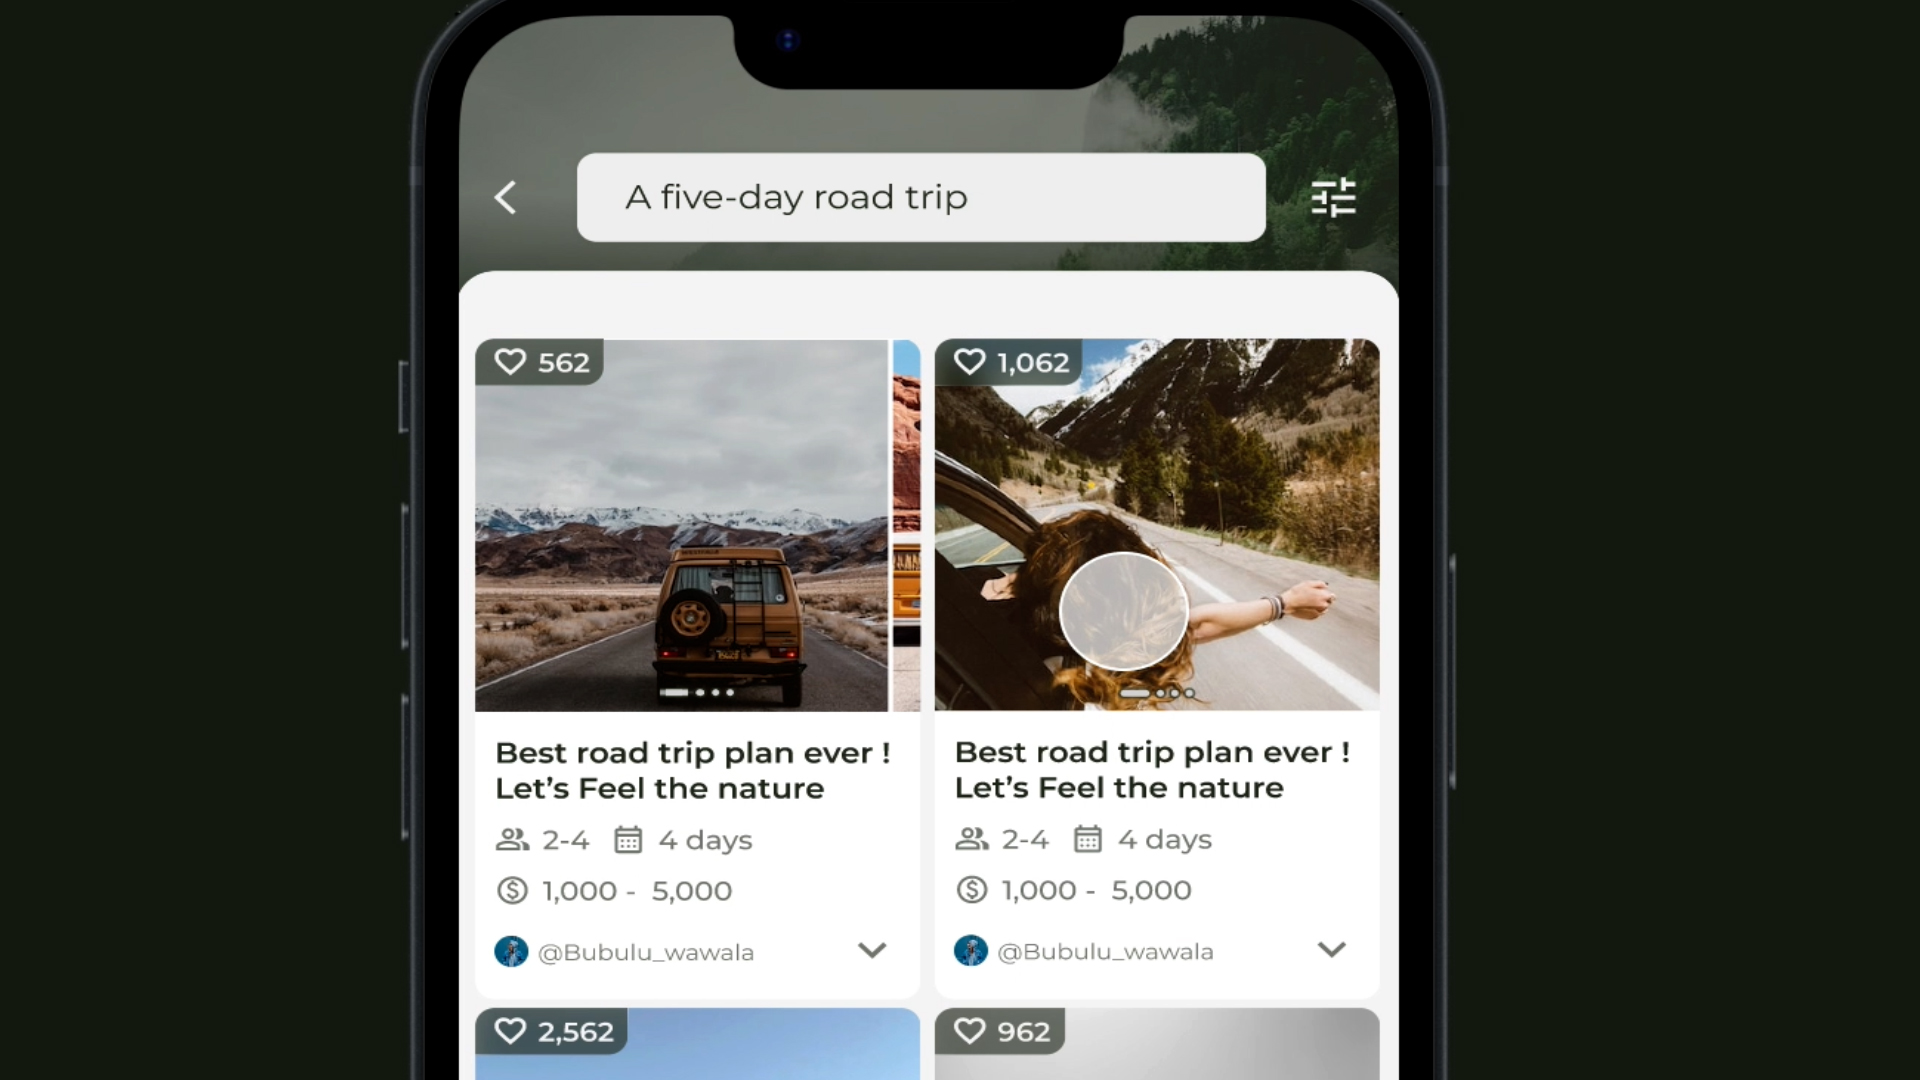 A five-day road trip
562
1,062
Best road trip plan ever !
Let's Feel the nature
2-4 4 days
1,000 - 5,000
@Bubulu_wawala
Best road trip plan ever !
Let's Feel the nature
2-4 4 days
1,000 - 5,000
@Bubulu_wawala
2,562
962